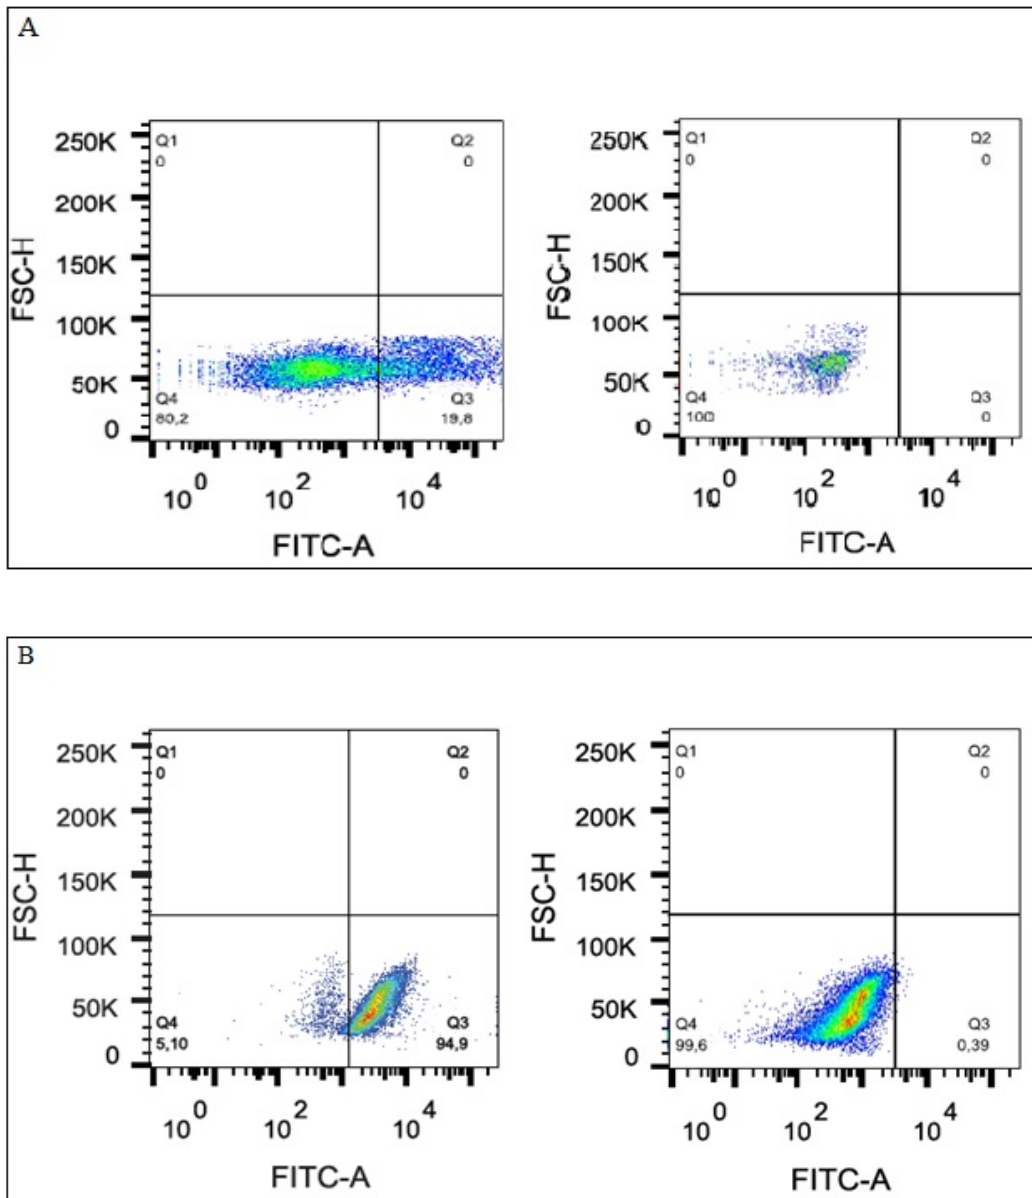 A
Q1
0
Q2
0
Q4
80,2
Q3
19,8
250K
200K
150K
100K
50K
0
FSC-H
10^0
10^2
10^4
FITC-A
Q1
0
Q2
0
Q4
100
Q3
0
250K
200K
150K
100K
50K
0
FSC-H
10^0
10^2
10^4
FITC-A
B
Q1
0
Q2
0
Q4
5,10
Q3
94,9
250K
200K
150K
100K
50K
0
FSC-H
10^0
10^2
10^4
FITC-A
Q1
0
Q2
0
Q4
99,6
Q3
0,39
250K
200K
150K
100K
50K
0
FSC-H
10^0
10^2
10^4
FITC-A